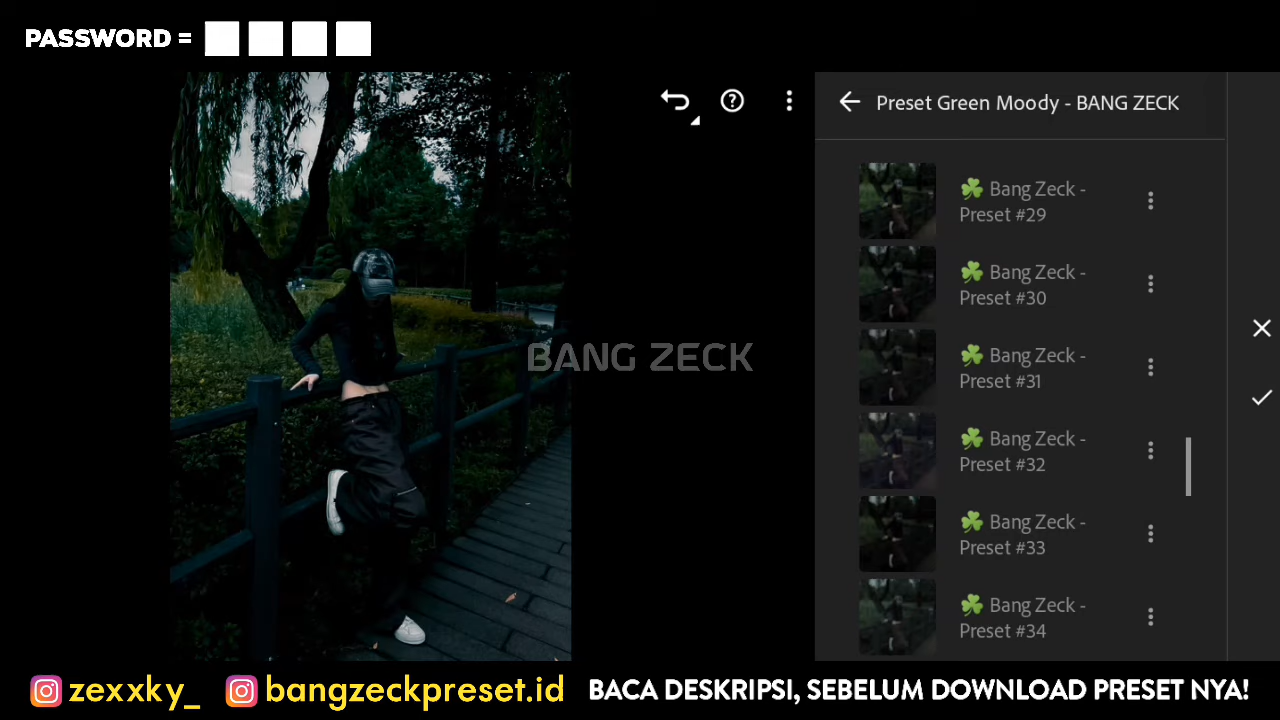 PASSWORD =
Preset Green Moody - BANG ZECK
☘️ Bang Zeck -
Preset #29
☘️ Bang Zeck -
Preset #30
☘️ Bang Zeck -
Preset #31
☘️ Bang Zeck -
Preset #32
☘️ Bang Zeck -
Preset #33
☘️ Bang Zeck -
Preset #34
BANG ZECK
zexxky_
bangzeckpreset.id
BACA DESKRIPSI, SEBELUM DOWNLOAD PRESET NYA!